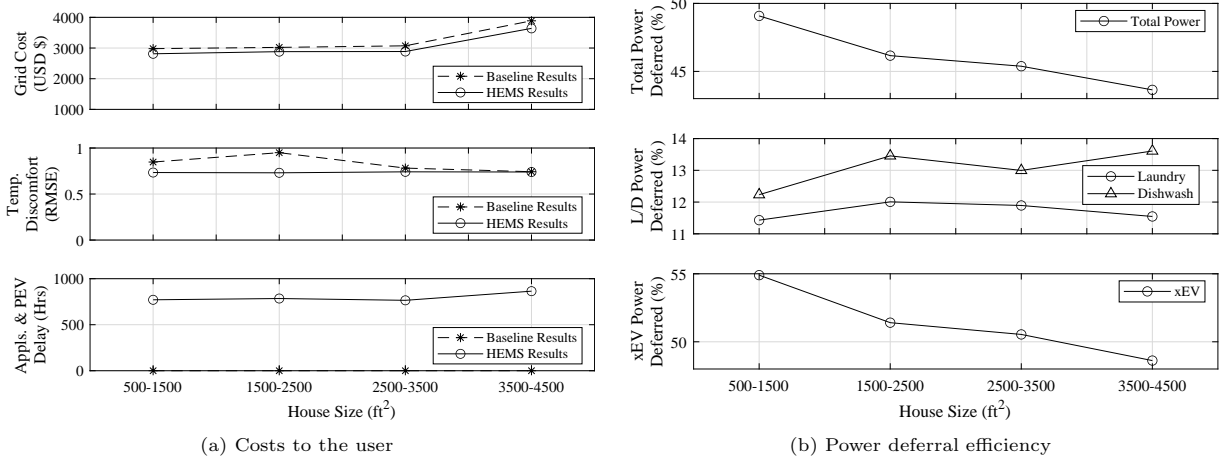 4000
3000
2000
1000
Grid Cost
(USD $)
Baseline Results
HEMS Results
1
0.5
0
Temp.
Discomfort
(RMSE)
Baseline Results
HEMS Results
1000
500
0
Appls. & PEV
Delay (Hrs)
Baseline Results
HEMS Results
500-1500
1500-2500
2500-3500
3500-4500
House Size (ft²)
(a) Costs to the user
50
45
Total Power
Deferred (%)
Total Power
14
13
12
11
L/D Power
Deferred (%)
Laundry
Dishwash
55
50
xEV Power
Deferred (%)
xEV
500-1500
1500-2500
2500-3500
3500-4500
House Size (ft²)
(b) Power deferral efficiency